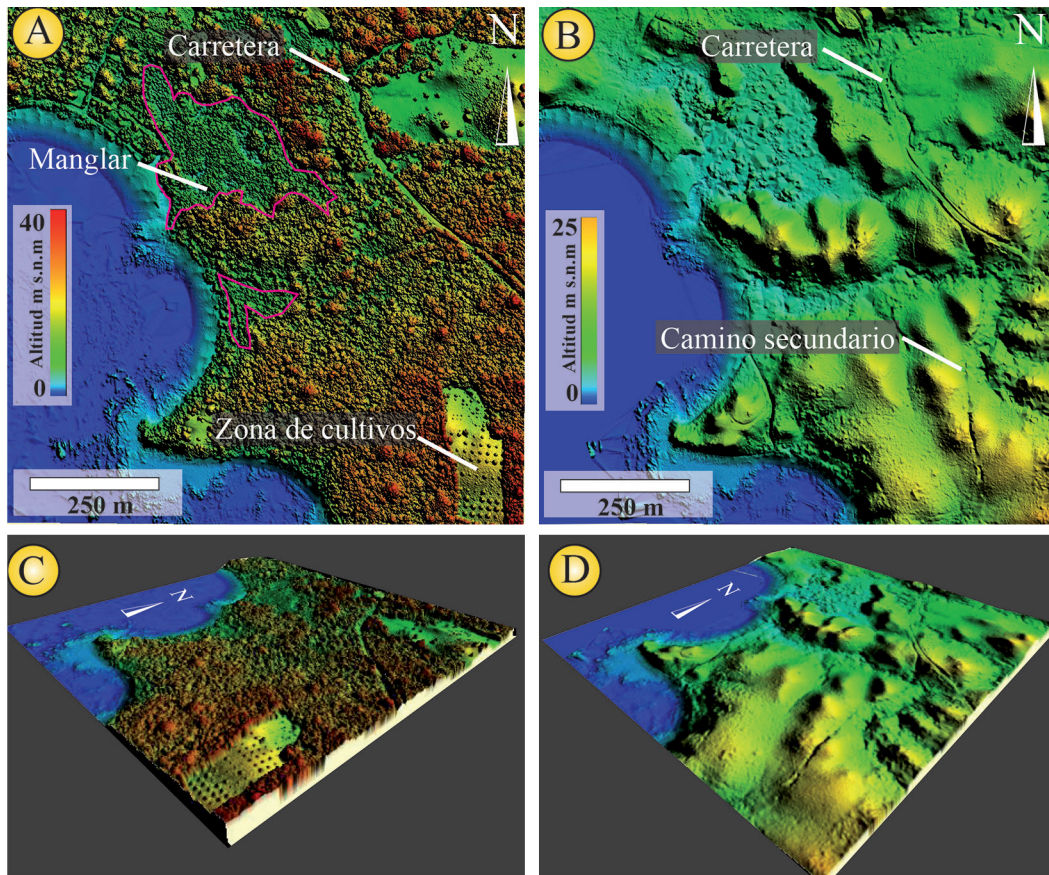 A
Carretera
N
Manglar
40
Altitud m s.n.m
0
Zona de cultivos
250 m
B
Carretera
N
25
Altitud m s.n.m
0
Camino secundario
250 m
C
N
D
N